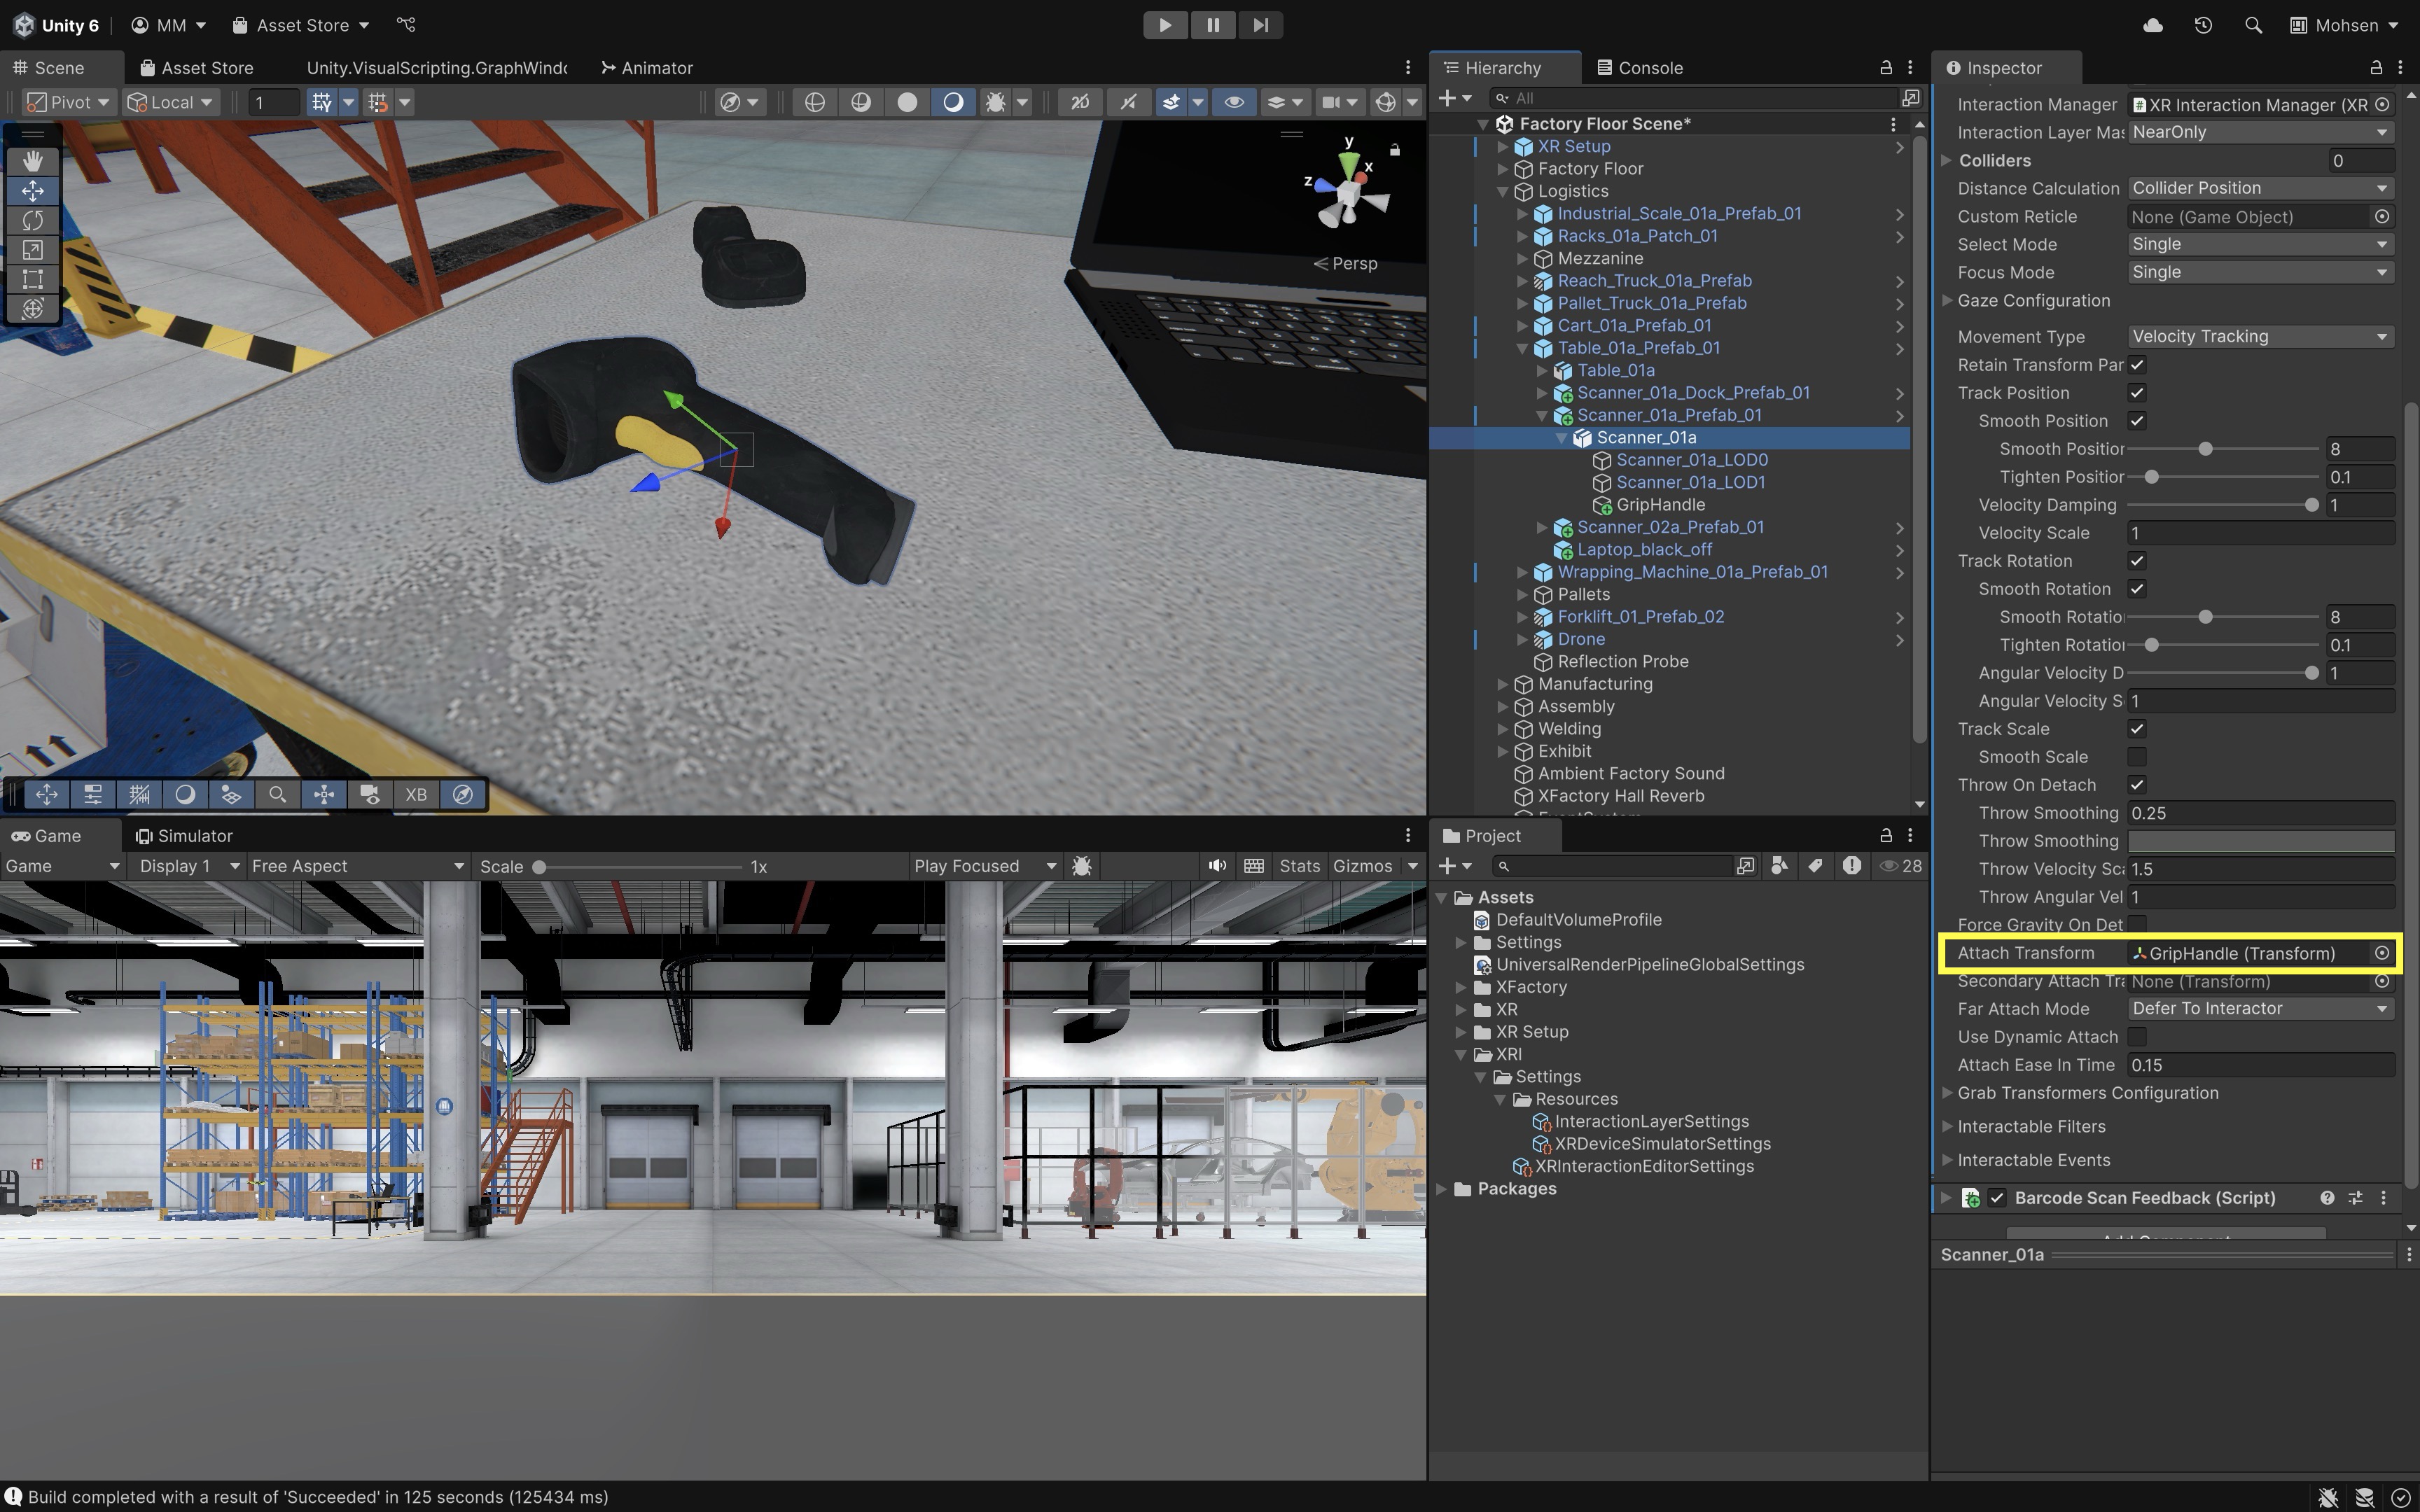 Unity 6
MM
Asset Store
Mohsen
Scene
Asset Store
Unity.VisualScripting.GraphWindo
Animator
Pivot
Local
1
2D
y
x
z
Persp
XB
Hierarchy
Console
All
Factory Floor Scene*
XR Setup
Factory Floor
Logistics
Industrial_Scale_01a_Prefab_01
Racks_01a_Patch_01
Mezzanine
Reach_Truck_01a_Prefab
Pallet_Truck_01a_Prefab
Cart_01a_Prefab_01
Table_01a_Prefab_01
Table_01a
Scanner_01a_Dock_Prefab_01
Scanner_01a_Prefab_01
Scanner_01a
Scanner_01a_LOD0
Scanner_01a_LOD1
GripHandle
Scanner_02a_Prefab_01
Laptop_black_off
Wrapping_Machine_01a_Prefab_01
Pallets
Forklift_01_Prefab_02
Drone
Reflection Probe
Manufacturing
Assembly
Welding
Exhibit
Ambient Factory Sound
XFactory Hall Reverb
Inspector
Interaction Manager XR Interaction Manager (XR
Interaction Layer Mas NearOnly
Colliders 0
Distance Calculation Collider Position
Custom Reticle None (Game Object)
Select Mode Single
Focus Mode Single
Gaze Configuration
Movement Type Velocity Tracking
Retain Transform Par
Track Position
Smooth Position
Smooth Position 8
Tighten Position 0.1
Velocity Damping 1
Velocity Scale 1
Track Rotation
Smooth Rotation
Smooth Rotatio 8
Tighten Rotation 0.1
Angular Velocity D 1
Angular Velocity S 1
Track Scale
Smooth Scale
Throw On Detach
Throw Smoothing 0.25
Throw Smoothing
Throw Velocity Sca 1.5
Throw Angular Vel 1
Force Gravity On Det
Attach Transform GripHandle (Transform)
Secondary Attach Tra None (Transform)
Far Attach Mode Defer To Interactor
Use Dynamic Attach
Attach Ease In Time 0.15
Grab Transformers Configuration
Interactable Filters
Interactable Events
Barcode Scan Feedback (Script)
Scanner_01a
Game
Simulator
Game
Display 1
Free Aspect
Scale
1x
Play Focused
Stats
Gizmos
Project
28
Assets
DefaultVolumeProfile
Settings
UniversalRenderPipelineGlobalSettings
XFactory
XR
XR Setup
XRI
Settings
Resources
InteractionLayerSettings
XRDeviceSimulatorSettings
XRInteractionEditorSettings
Packages
Build completed with a result of 'Succeeded' in 125 seconds (125434 ms)